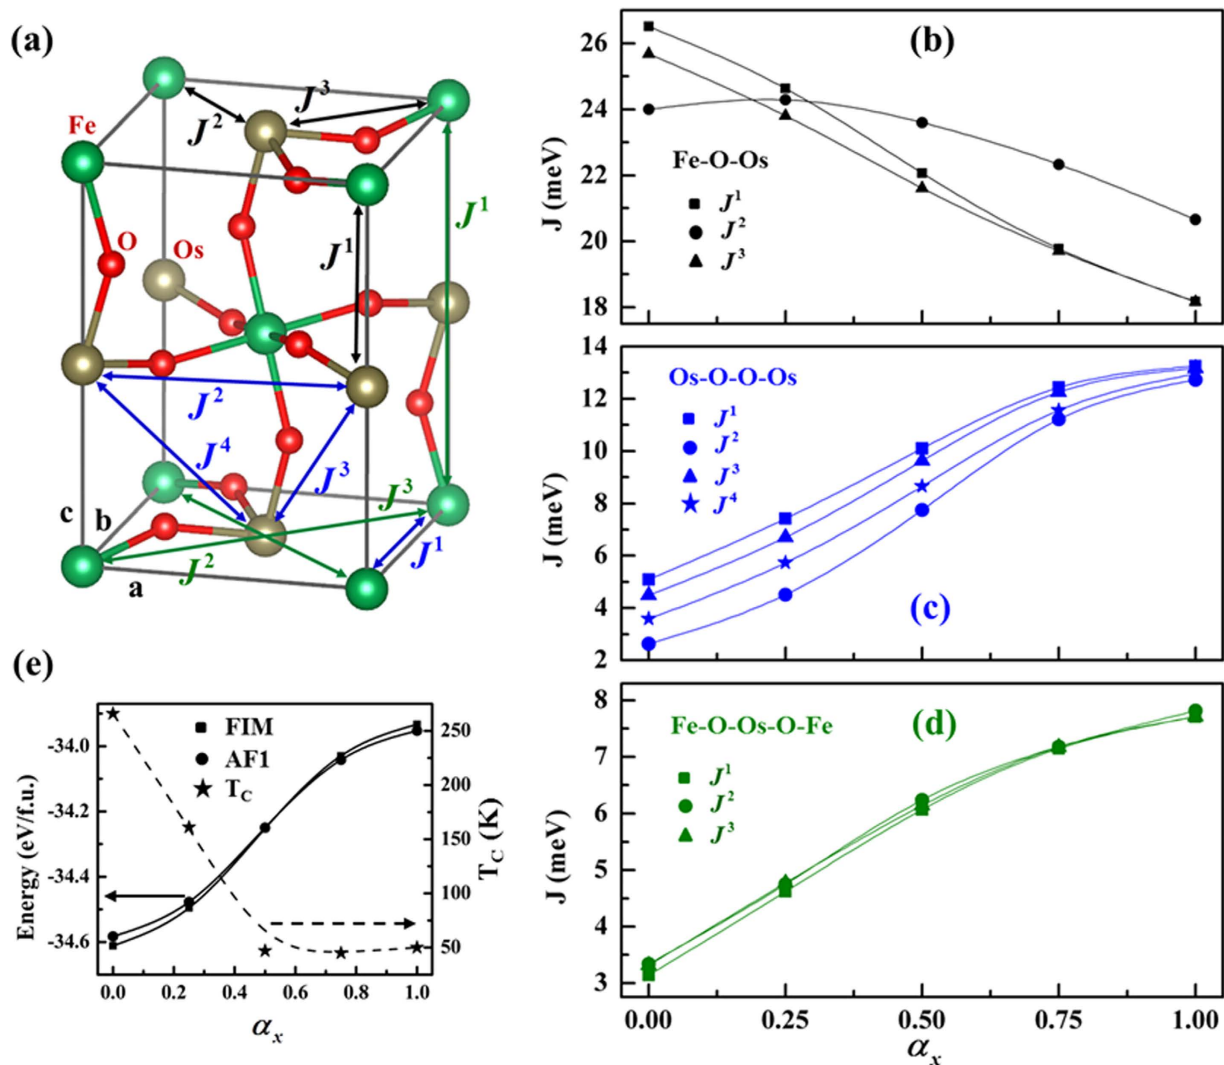 (a)
J³
J²
Fe
J¹
O
Os
J¹
J²
J⁴
J³
J³
c
b
J²
J¹
a
(b)
26
24
22
20
18
J (meV)
Fe-O-Os
J¹
J²
J³
14
12
10
8
6
4
2
J (meV)
Os-O-O-Os
J¹
J²
J³
J⁴
(c)
8
7
6
5
4
3
J (meV)
Fe-O-Os-O-Fe
(d)
J¹
J²
J³
0.00 0.25 0.50 0.75 1.00
αₓ
(e)
FIM
AF1
T_C
-34.0
-34.2
-34.4
-34.6
Energy (eV/f.u.)
250
200
150
100
50
T_C (K)
0.0 0.2 0.4 0.6 0.8 1.0
αₓ